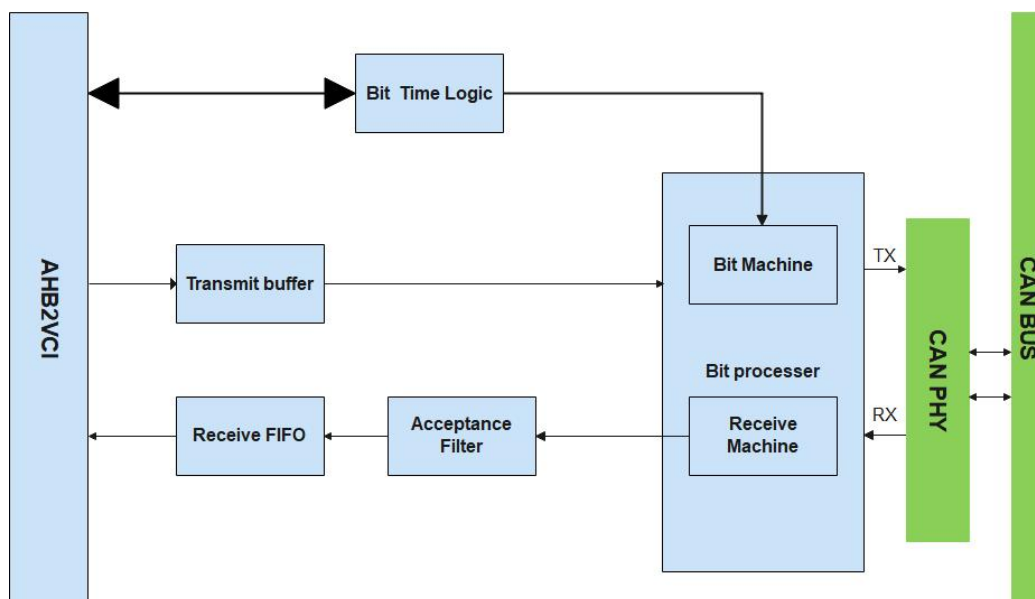 Bit Time Logic
AHB2VCI
Transmit buffer
Bit Machine
TX
CAN PHY
CAN BUS
Bit processer
Receive FIFO
Acceptance
Filter
Receive
Machine
RX